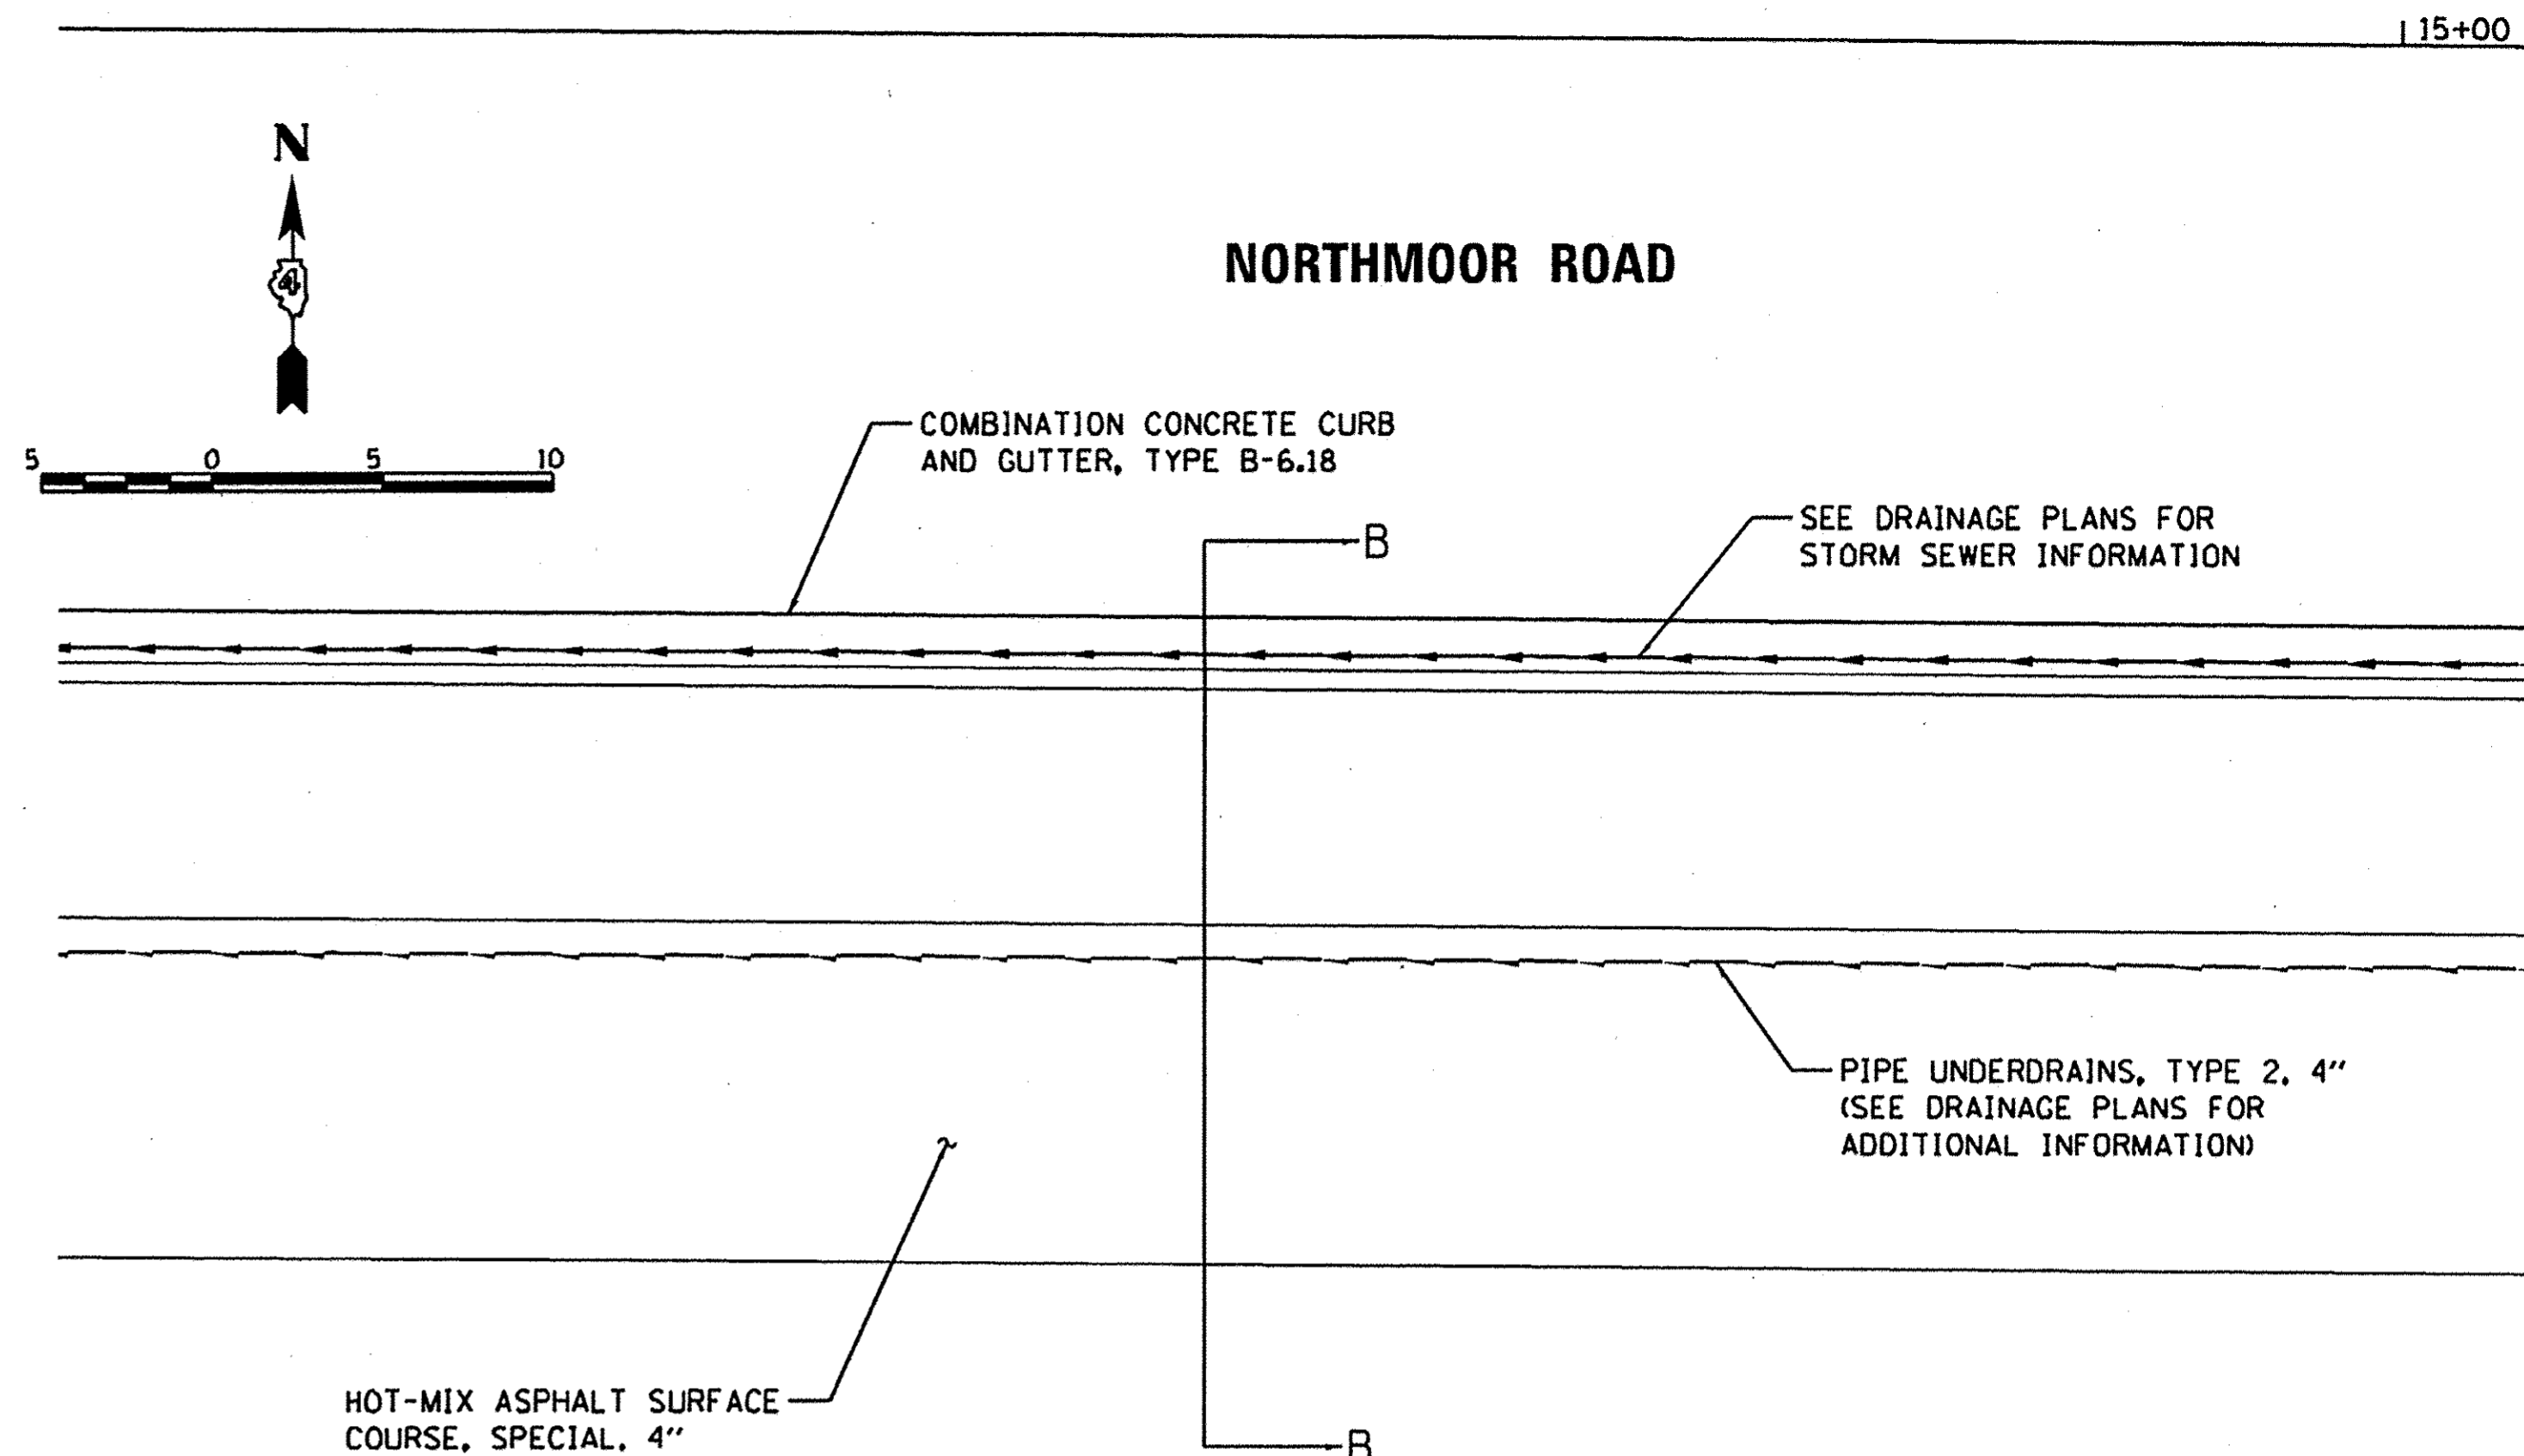 15+00
N
4
NORTHMOOR ROAD
COMBINATION CONCRETE CURB
AND GUTTER, TYPE B-6.18
5 0 5 10
SEE DRAINAGE PLANS FOR
STORM SEWER INFORMATION
B
PIPE UNDERDRAINS, TYPE 2, 4"
(SEE DRAINAGE PLANS FOR
ADDITIONAL INFORMATION)
HOT-MIX ASPHALT SURFACE
COURSE, SPECIAL, 4"
B